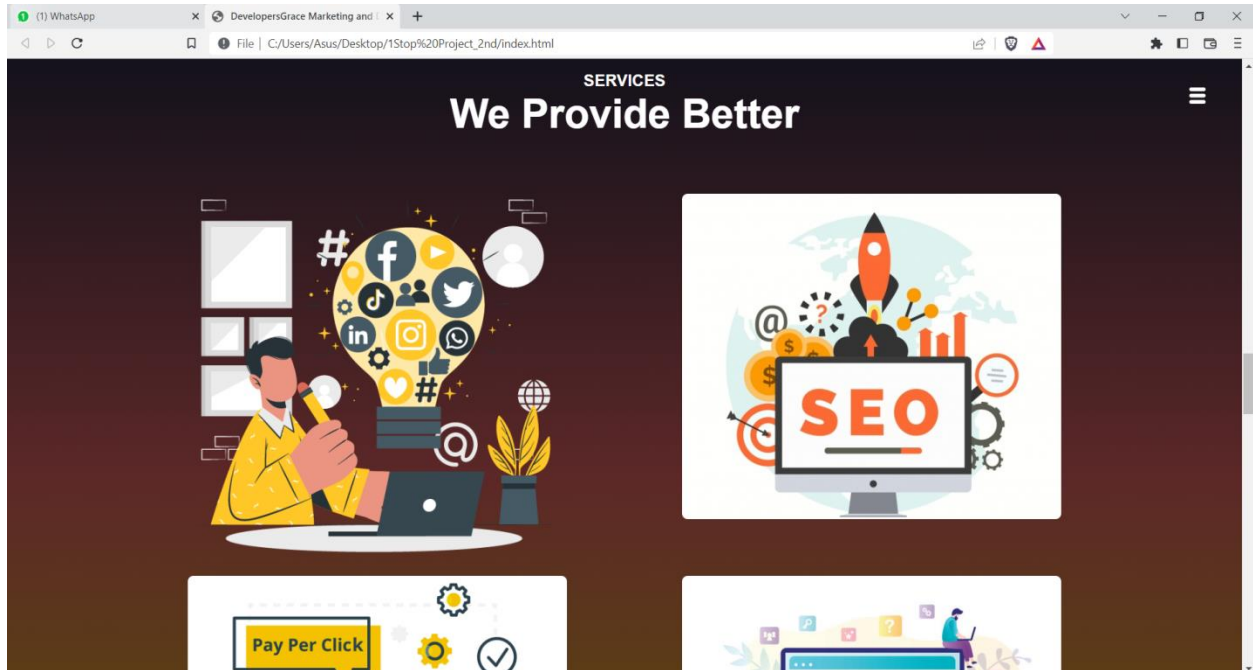 (1) WhatsApp
DevelopersGrace Marketing and
File | C:/Users/Asus/Desktop/1Stop%20Project_2nd/index.html
SERVICES
We Provide Better
#
f
in
#
@
@
?
$
$
$
SEO
Pay Per Click
?